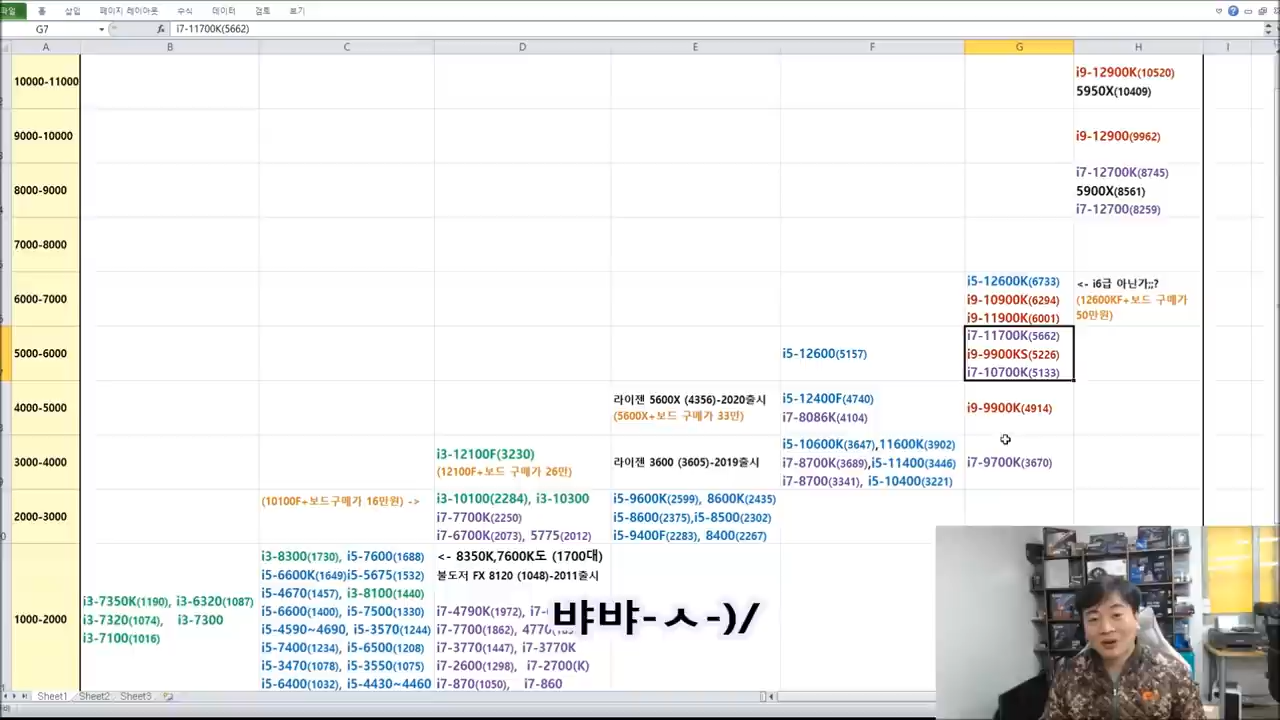 파일 홈 삽입 페이지 레이아웃 수식 데이터 검토 보기
G7 fx i7-11700K(5662)
A B C D E F G H I
10000-11000
i9-12900K(10520)
5950X(10409)
9000-10000
i9-12900(9962)
8000-9000
i7-12700K(8745)
5900X(8561)
i7-12700(8259)
7000-8000
6000-7000
i5-12600K(6733)
i9-10900K(6294)
i9-11900K(6001)
<- i6급 아닌가;;?
(12600KF+보드 구매가
50만원)
5000-6000
i5-12600(5157)
i7-11700K(5662)
i9-9900KS(5226)
i7-10700K(5133)
4000-5000
라이젠 5600X (4356)-2020출시
(5600X+보드 구매가 33만)
i5-12400F(4740)
i7-8086K(4104)
i9-9900K(4914)
3000-4000
i3-12100F(3230)
(12100F+보드 구매가 26만)
라이젠 3600 (3605)-2019출시
i5-10600K(3647),11600K(3902)
i7-8700K(3689),i5-11400(3446)
i7-8700(3341), i5-10400(3221)
i7-9700K(3670)
2000-3000
(10100F+보드구매가 16만원) ->
i3-10100(2284), i3-10300
i7-7700K(2250)
i7-6700K(2073), 5775(2012)
i5-9600K(2599), 8600K(2435)
i5-8600(2375),i5-8500(2302)
i5-9400F(2283), 8400(2267)
1000-2000
i3-7350K(1190), i3-6320(1087)
i3-7320(1074), i3-7300
i3-7100(1016)
i3-8300(1730), i5-7600(1688)
i5-6600K(1649)i5-5675(1532)
i5-4670(1457), i3-8100(1440)
i5-6600(1400), i5-7500(1330)
i5-4590~4690, i5-3570(1244)
i5-7400(1234), i5-6500(1208)
i5-3470(1078), i5-3550(1075)
i5-6400(1032), i5-4430~4460
<- 8350K,7600K도 (1700대)
불도저 FX 8120 (1048)-2011출시
i7-4790K(1972), i7-
i7-7700(1862), 4770
i7-3770(1447), i7-3770K
i7-2600(1298), i7-2700(K)
i7-870(1050), i7-860
뱌뱌-ㅅ-)/
Sheet1 Sheet2 Sheet3